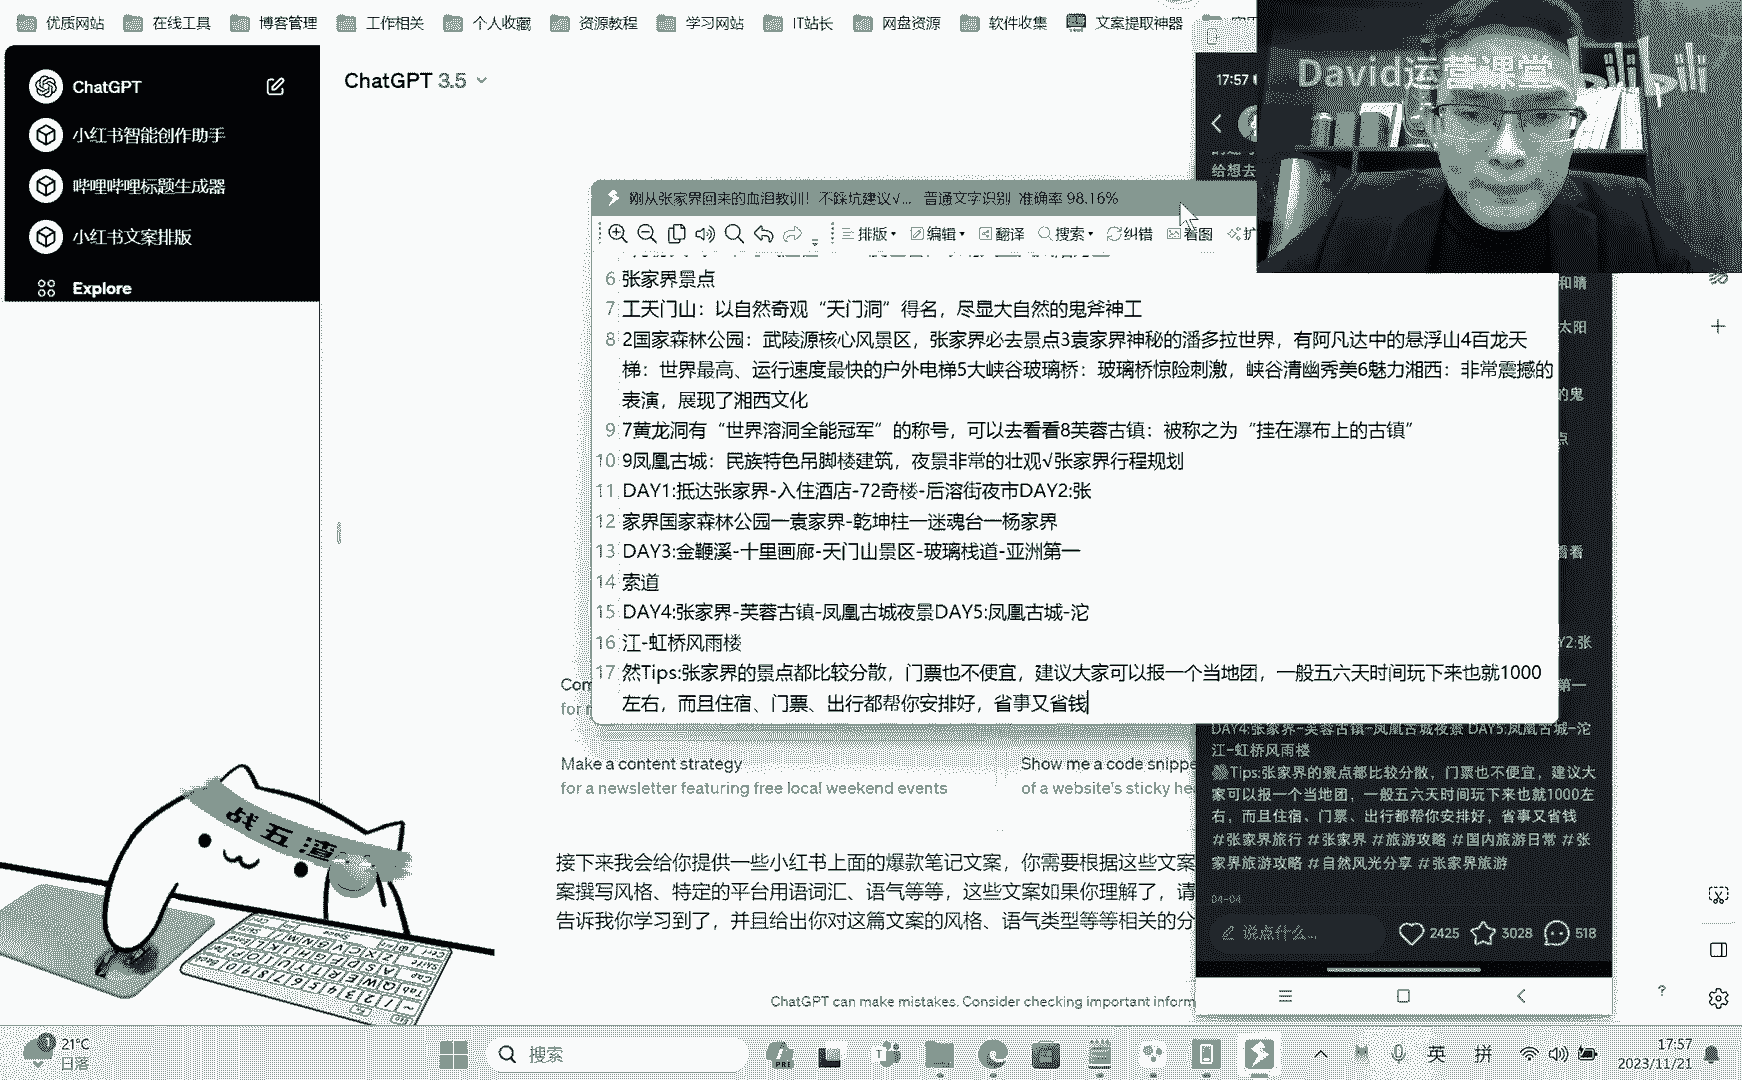 优质网站 在线工具 博客管理 工作相关 个人收藏 资源教程 学习网站 IT站长 网盘资源 软件收集 文案提取神器
ChatGPT
小红书智能创作助手
哔哩哔哩标题生成器
小红书文案排版
Explore
ChatGPT 3.5
17:57
David运营课堂 bilibili
给想去
刚从张家界回来的血泪教训！不踩坑建议√... 普通文字识别 准确率 98.16%
排版 编辑 翻译 搜索 纠错 看图 扩
6 张家界景点
7 工天门山：以自然奇观“天门洞”得名，尽显大自然的鬼斧神工
8 2国家森林公园：武陵源核心风景区，张家界必去景点3袁家界神秘的潘多拉世界，有阿凡达中的悬浮山4百龙天
梯：世界最高、运行速度最快的户外电梯5大峡谷玻璃桥：玻璃桥惊险刺激，峡谷清幽秀美6魅力湘西：非常震撼的
表演，展现了湘西文化
9 7黄龙洞有“世界溶洞全能冠军”的称号，可以去看看8芙蓉古镇：被称之为“挂在瀑布上的古镇”
10 9凤凰古城：民族特色吊脚楼建筑，夜景非常的壮观√张家界行程规划
11 DAY1:抵达张家界-入住酒店-72奇楼-后溶街夜市DAY2:张
12 家界国家森林公园一袁家界-乾坤柱一迷魂台一杨家界
13 DAY3:金鞭溪-十里画廊-天门山景区-玻璃栈道-亚洲第一
14 索道
15 DAY4:张家界-芙蓉古镇-凤凰古城夜景DAY5:凤凰古城-沱
16 江-虹桥风雨楼
17 然Tips:张家界的景点都比较分散，门票也不便宜，建议大家可以报一个当地团，一般五六天时间玩下来也就1000
左右，而且住宿、门票、出行都帮你安排好，省事又省钱
和晴
太阳
的鬼
点
看看
Y2:张
第一
Com
for r
Make a content strategy
for a newsletter featuring free local weekend events
Show me a code snippe
of a website's sticky he
DAY4:张家界-芙蓉古镇-凤凰古城夜景 DAY5:凤凰古城-沱
江-虹桥风雨楼
Tips:张家界的景点都比较分散，门票也不便宜，建议大
家可以报一个当地团，一般五六天时间玩下来也就1000左
右，而且住宿、门票、出行都帮你安排好，省事又省钱
#张家界旅行 #张家界 #旅游攻略 #国内旅游日常 #张
家界旅游攻略 #自然风光分享 #张家界旅游
04-04
说点什么... 2425 3028 518
接下来我会给你提供一些小红书上面的爆款笔记文案，你需要根据这些文案
案撰写风格、特定的平台用语词汇、语气等等，这些文案如果你理解了，请
告诉我你学习到了，并且给出你对这篇文案的风格、语气类型等等相关的分
ChatGPT can make mistakes. Consider checking important inform
?
战五渣
21°C
日落
搜索
英 拼
17:57
2023/11/21